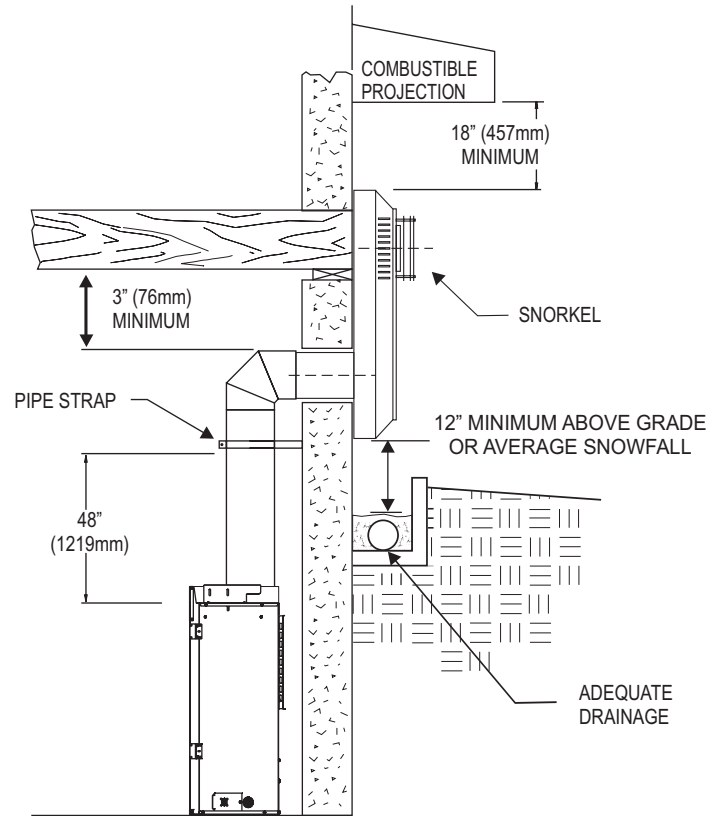 COMBUSTIBLE
PROJECTION
18” (457mm)
MINIMUM
3” (76mm)
MINIMUM
SNORKEL
PIPE STRAP
12” MINIMUM ABOVE GRADE
OR AVERAGE SNOWFALL
48”
(1219mm)
ADEQUATE
DRAINAGE